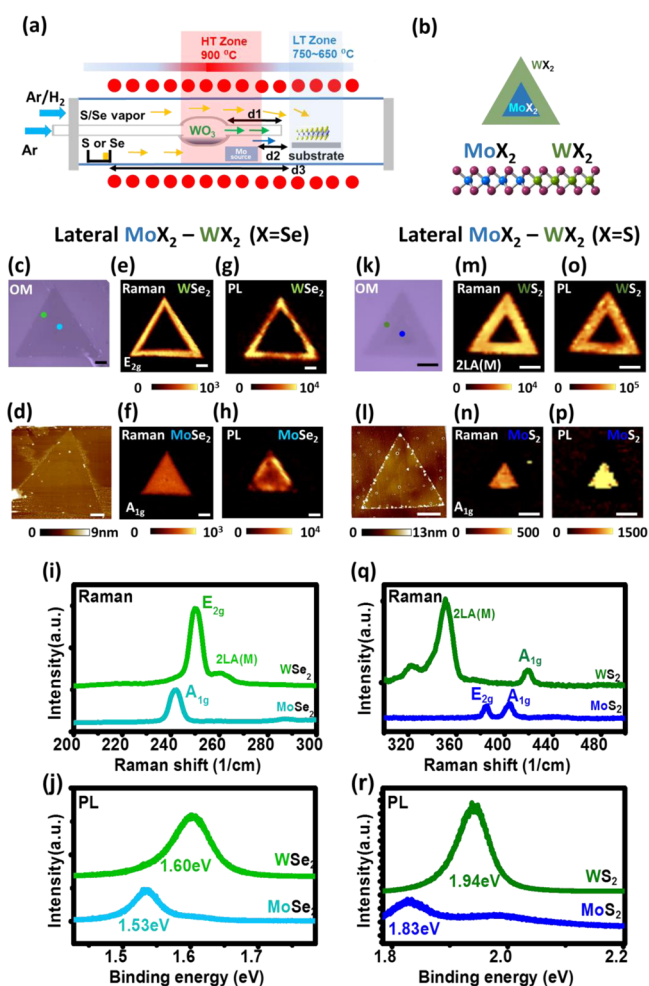 (a)
HT Zone
900 °C
LT Zone
750~650 °C
Ar/H2
S/Se vapor
d1
WO3
Ar
S or Se
Mo
source
d2
substrate
d3
(b)
WX2
MoX2
MoX2 WX2
Lateral MoX2 – WX2 (X=Se)
Lateral MoX2 – WX2 (X=S)
(c) (e) (g) (k) (m) (o)
OM
Raman WSe2
E2g
PL WSe2
OM
Raman WS2
2LA(M)
PL WS2
0 10³
0 10⁴
0 10⁴
0 10⁵
(d) (f) (h) (l) (n) (p)
Raman MoSe2
A1g
PL MoSe2
Raman MoS2
A1g
PL MoS2
0 9nm
0 10³
0 10⁴
0 13nm
0 500
0 1500
(i)
Raman
E2g
2LA(M)
WSe2
A1g
MoSe2
Intensity(a.u.)
200 220 240 260 280 300
Raman shift (1/cm)
(q)
Raman
2LA(M)
A1g
WS2
E2g A1g
MoS2
Intensity(a.u.)
300 360 420 480
Raman shift (1/cm)
(j)
PL
1.60eV
WSe2
MoSe2
1.53eV
Intensity(a.u.)
1.5 1.6 1.7
Binding energy (eV)
(r)
PL
1.94eV
WS2
MoS2
1.83eV
Intensity(a.u.)
1.8 2.0 2.2
Binding energy (eV)